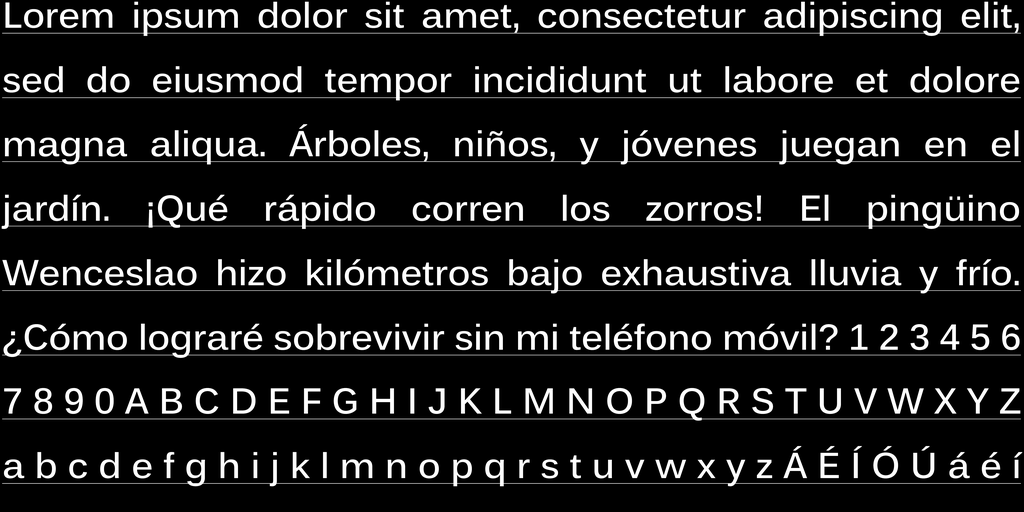 Lorem ipsum dolor sit amet, consectetur adipiscing elit,
sed do eiusmod tempor incididunt ut labore et dolore
magna aliqua. Árboles, niños, y jóvenes juegan en el
jardín. ¡Qué rápido corren los zorros! El pingüino
Wenceslao hizo kilómetros bajo exhaustiva lluvia y frío.
¿Cómo lograré sobrevivir sin mi teléfono móvil? 1 2 3 4 5 6
7 8 9 0 A B C D E F G H I J K L M N O P Q R S T U V W X Y Z
a b c d e f g h i j k l m n o p q r s t u v w x y z Á É Í Ó Ú á é í